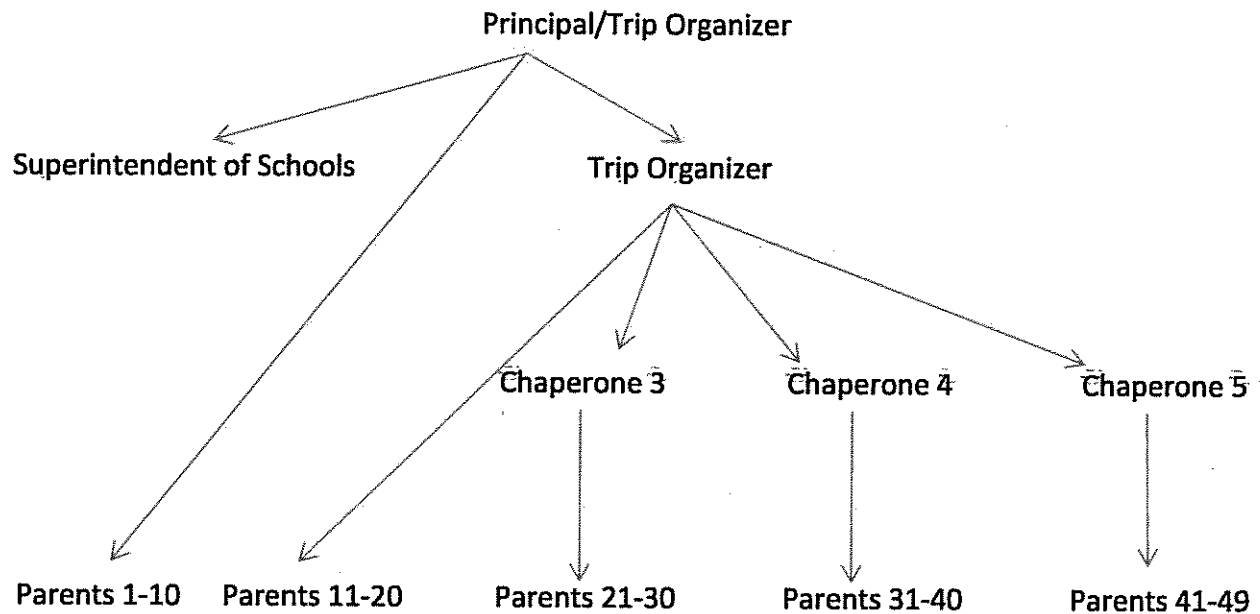 Principal/Trip Organizer
Superintendent of Schools
Trip Organizer
Chaperone 3
Chaperone 4
Chaperone 5
Parents 1-10
Parents 11-20
Parents 21-30
Parents 31-40
Parents 41-49